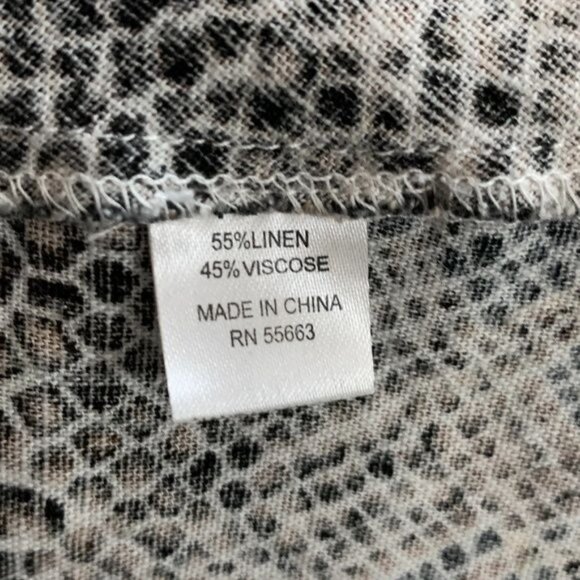 55%LINEN
45%VISCOSE
MADE IN CHINA
RN 55663